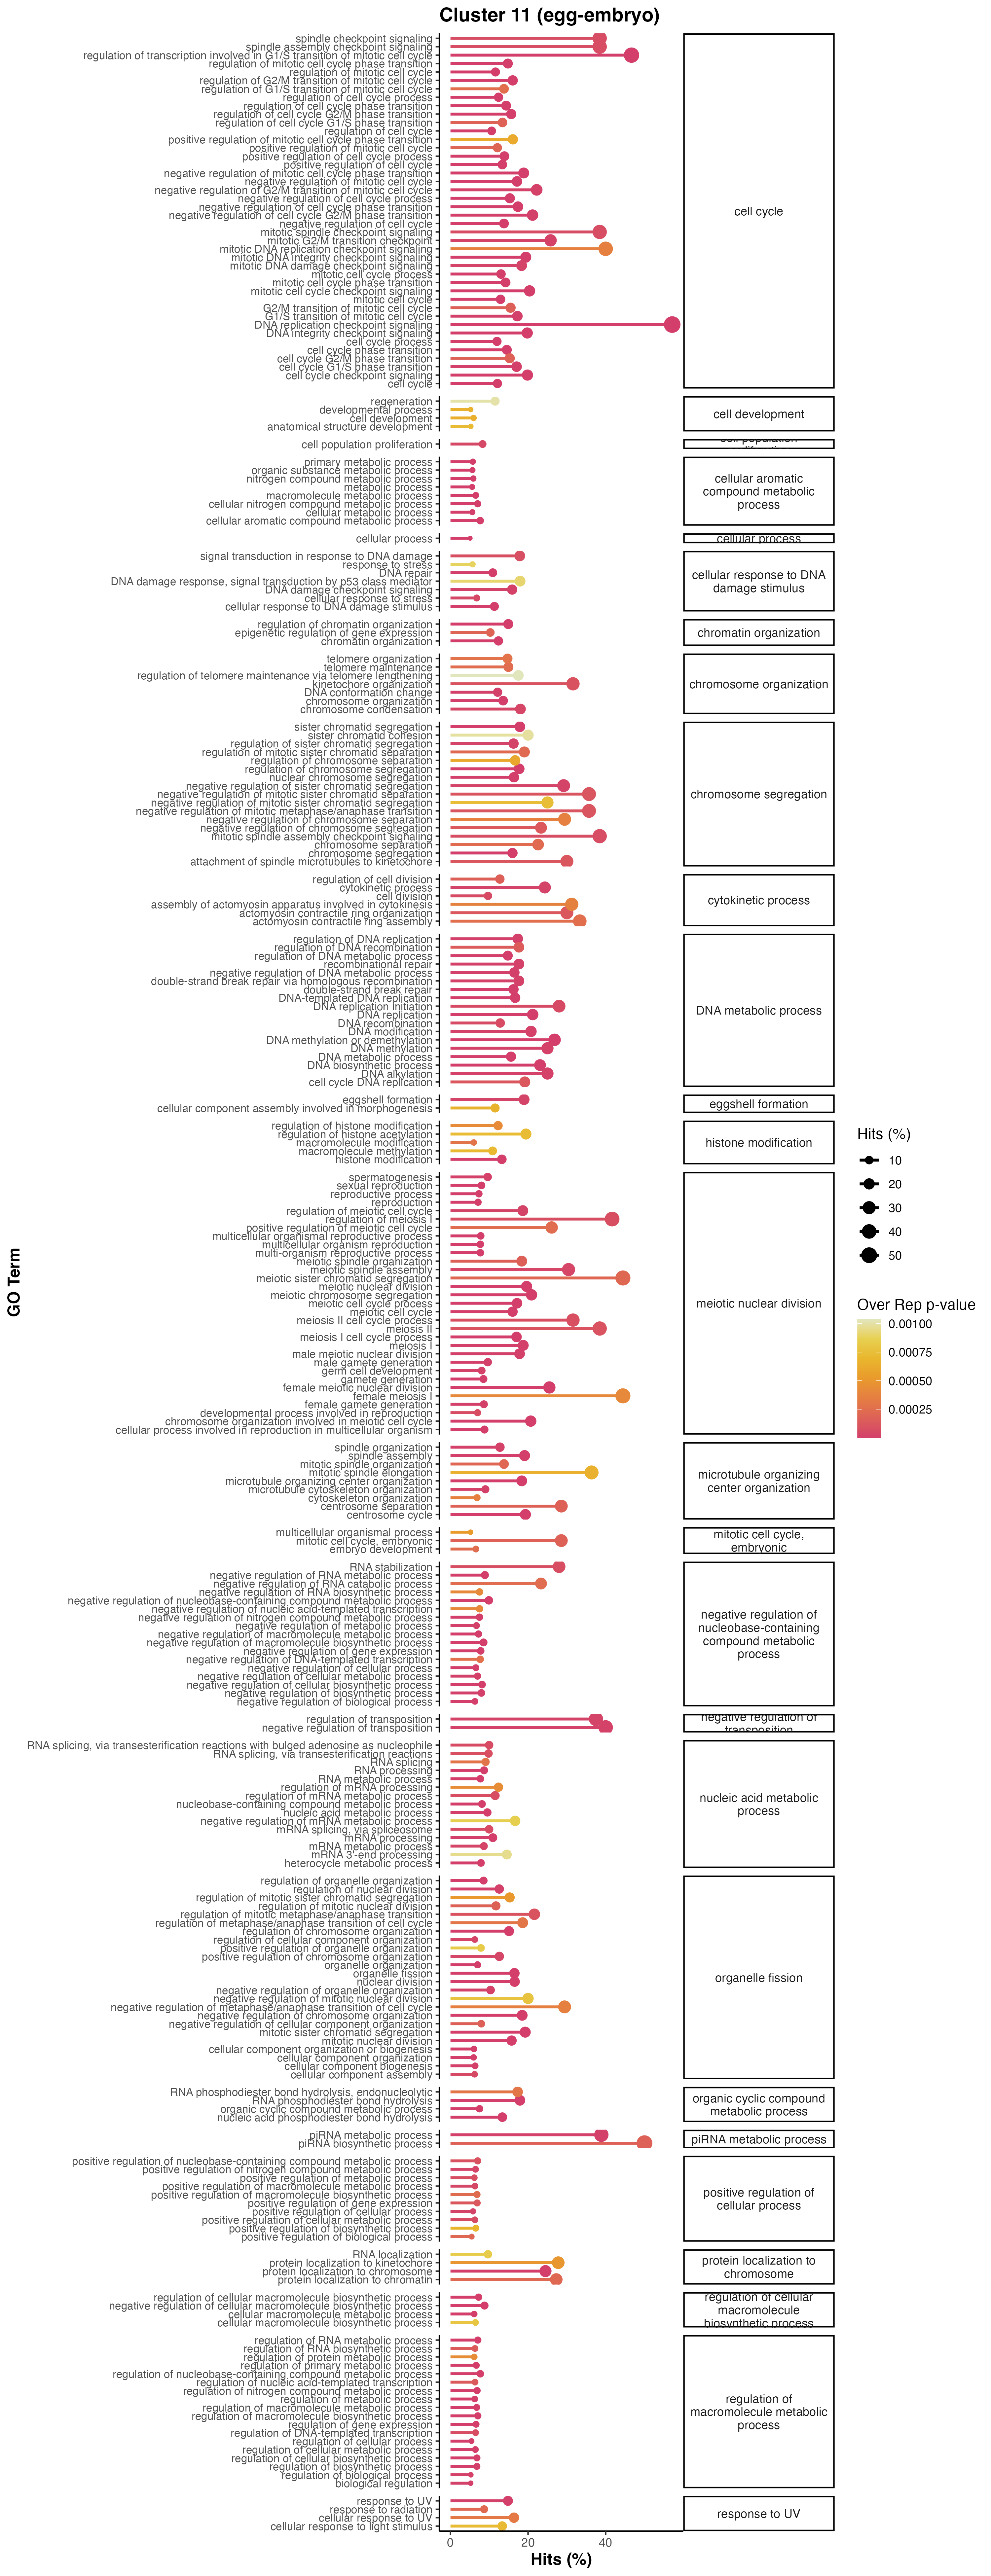 Cluster 11 (egg-embryo)
spindle checkpoint signaling
spindle assembly checkpoint signaling
regulation of transcription involved in G1/S transition of mitotic cell cycle
regulation of mitotic cell cycle phase transition
regulation of mitotic cell cycle
regulation of G2/M transition of mitotic cell cycle
regulation of G1/S transition of mitotic cell cycle
regulation of cell cycle process
regulation of cell cycle phase transition
regulation of cell cycle G2/M phase transition
regulation of cell cycle G1/S phase transition
regulation of cell cycle
positive regulation of mitotic cell cycle phase transition
positive regulation of mitotic cell cycle
positive regulation of cell cycle process
positive regulation of cell cycle
negative regulation of mitotic cell cycle phase transition
negative regulation of mitotic cell cycle
negative regulation of G2/M transition of mitotic cell cycle
negative regulation of cell cycle process
negative regulation of cell cycle phase transition
negative regulation of cell cycle G2/M phase transition
negative regulation of cell cycle
mitotic spindle checkpoint signaling
mitotic G2/M transition checkpoint
mitotic DNA replication checkpoint signaling
mitotic DNA integrity checkpoint signaling
mitotic DNA damage checkpoint signaling
mitotic cell cycle process
mitotic cell cycle phase transition
mitotic cell cycle checkpoint signaling
mitotic cell cycle
G2/M transition of mitotic cell cycle
G1/S transition of mitotic cell cycle
DNA replication checkpoint signaling
DNA integrity checkpoint signaling
cell cycle process
cell cycle phase transition
cell cycle G2/M phase transition
cell cycle G1/S phase transition
cell cycle checkpoint signaling
cell cycle
cell cycle
regeneration
developmental process
cell development
anatomical structure development
cell development
cell population proliferation
cell population
primary metabolic process
organic substance metabolic process
nitrogen compound metabolic process
metabolic process
macromolecule metabolic process
cellular nitrogen compound metabolic process
cellular metabolic process
cellular aromatic compound metabolic process
cellular aromatic
compound metabolic
process
cellular process
cellular process
signal transduction in response to DNA damage
response to stress
DNA repair
DNA damage response, signal transduction by p53 class mediator
DNA damage checkpoint signaling
cellular response to stress
cellular response to DNA damage stimulus
cellular response to DNA
damage stimulus
regulation of chromatin organization
epigenetic regulation of gene expression
chromatin organization
chromatin organization
telomere organization
telomere maintenance
regulation of telomere maintenance via telomere lengthening
kinetochore organization
DNA conformation change
chromosome organization
chromosome condensation
chromosome organization
sister chromatid segregation
sister chromatid cohesion
regulation of sister chromatid segregation
regulation of mitotic sister chromatid separation
regulation of chromosome separation
regulation of chromosome segregation
nuclear chromosome segregation
negative regulation of sister chromatid segregation
negative regulation of mitotic sister chromatid separation
negative regulation of mitotic sister chromatid segregation
negative regulation of mitotic metaphase/anaphase transition
negative regulation of chromosome separation
negative regulation of chromosome segregation
mitotic spindle assembly checkpoint signaling
chromosome separation
chromosome segregation
attachment of spindle microtubules to kinetochore
chromosome segregation
regulation of cell division
cytokinetic process
cell division
assembly of actomyosin apparatus involved in cytokinesis
actomyosin contractile ring organization
actomyosin contractile ring assembly
cytokinetic process
regulation of DNA replication
regulation of DNA recombination
regulation of DNA metabolic process
recombinational repair
negative regulation of DNA metabolic process
double-strand break repair via homologous recombination
double-strand break repair
DNA-templated DNA replication
DNA replication initiation
DNA replication
DNA recombination
DNA modification
DNA methylation or demethylation
DNA methylation
DNA metabolic process
DNA biosynthetic process
DNA alkylation
cell cycle DNA replication
DNA metabolic process
eggshell formation
cellular component assembly involved in morphogenesis
eggshell formation
regulation of histone modification
regulation of histone acetylation
macromolecule modification
macromolecule methylation
histone modification
histone modification
spermatogenesis
sexual reproduction
reproductive process
reproduction
regulation of meiotic cell cycle
regulation of meiosis I
positive regulation of meiotic cell cycle
multicellular organismal reproductive process
multicellular organism reproduction
multi-organism reproductive process
meiotic spindle organization
meiotic spindle assembly
meiotic sister chromatid segregation
meiotic nuclear division
meiotic chromosome segregation
meiotic cell cycle process
meiotic cell cycle
meiosis II cell cycle process
meiosis II
meiosis I cell cycle process
meiosis I
male meiotic nuclear division
male gamete generation
germ cell development
gamete generation
female meiotic nuclear division
female meiosis I
female gamete generation
developmental process involved in reproduction
chromosome organization involved in meiotic cell cycle
cellular process involved in reproduction in multicellular organism
meiotic nuclear division
spindle organization
spindle assembly
mitotic spindle organization
mitotic spindle elongation
microtubule organizing center organization
microtubule cytoskeleton organization
cytoskeleton organization
centrosome separation
centrosome cycle
microtubule organizing
center organization
multicellular organismal process
mitotic cell cycle, embryonic
embryo development
mitotic cell cycle,
embryonic
RNA stabilization
negative regulation of RNA metabolic process
negative regulation of RNA catabolic process
negative regulation of RNA biosynthetic process
negative regulation of nucleobase-containing compound metabolic process
negative regulation of nucleic acid-templated transcription
negative regulation of nitrogen compound metabolic process
negative regulation of metabolic process
negative regulation of macromolecule metabolic process
negative regulation of macromolecule biosynthetic process
negative regulation of gene expression
negative regulation of DNA-templated transcription
negative regulation of cellular process
negative regulation of cellular metabolic process
negative regulation of cellular biosynthetic process
negative regulation of biosynthetic process
negative regulation of biological process
negative regulation of
nucleobase-containing
compound metabolic
process
regulation of transposition
negative regulation of transposition
negative regulation of
transposition
RNA splicing, via transesterification reactions with bulged adenosine as nucleophile
RNA splicing, via transesterification reactions
RNA splicing
RNA processing
RNA metabolic process
regulation of mRNA processing
regulation of mRNA metabolic process
nucleobase-containing compound metabolic process
nucleic acid metabolic process
negative regulation of mRNA metabolic process
mRNA splicing, via spliceosome
mRNA processing
mRNA metabolic process
mRNA 3'-end processing
heterocycle metabolic process
nucleic acid metabolic
process
regulation of organelle organization
regulation of nuclear division
regulation of mitotic sister chromatid segregation
regulation of mitotic nuclear division
regulation of mitotic metaphase/anaphase transition
regulation of metaphase/anaphase transition of cell cycle
regulation of chromosome organization
regulation of cellular component organization
positive regulation of organelle organization
positive regulation of chromosome organization
organelle organization
organelle fission
nuclear division
negative regulation of organelle organization
negative regulation of mitotic nuclear division
negative regulation of metaphase/anaphase transition of cell cycle
negative regulation of chromosome organization
negative regulation of cellular component organization
mitotic sister chromatid segregation
mitotic nuclear division
cellular component organization or biogenesis
cellular component organization
cellular component biogenesis
cellular component assembly
organelle fission
RNA phosphodiester bond hydrolysis, endonucleolytic
RNA phosphodiester bond hydrolysis
organic cyclic compound metabolic process
nucleic acid phosphodiester bond hydrolysis
organic cyclic compound
metabolic process
piRNA metabolic process
piRNA biosynthetic process
piRNA metabolic process
positive regulation of nucleobase-containing compound metabolic process
positive regulation of nitrogen compound metabolic process
positive regulation of metabolic process
positive regulation of macromolecule metabolic process
positive regulation of macromolecule biosynthetic process
positive regulation of gene expression
positive regulation of cellular process
positive regulation of cellular metabolic process
positive regulation of biosynthetic process
positive regulation of biological process
positive regulation of
cellular process
RNA localization
protein localization to kinetochore
protein localization to chromosome
protein localization to chromatin
protein localization to
chromosome
regulation of cellular macromolecule biosynthetic process
negative regulation of cellular macromolecule biosynthetic process
cellular macromolecule metabolic process
cellular macromolecule biosynthetic process
regulation of cellular
macromolecule
biosynthetic process
regulation of RNA metabolic process
regulation of RNA biosynthetic process
regulation of protein metabolic process
regulation of primary metabolic process
regulation of nucleobase-containing compound metabolic process
regulation of nucleic acid-templated transcription
regulation of nitrogen compound metabolic process
regulation of metabolic process
regulation of macromolecule metabolic process
regulation of macromolecule biosynthetic process
regulation of gene expression
regulation of DNA-templated transcription
regulation of cellular process
regulation of cellular metabolic process
regulation of cellular biosynthetic process
regulation of biosynthetic process
regulation of biological process
biological regulation
regulation of
macromolecule metabolic
process
response to UV
response to radiation
cellular response to UV
cellular response to light stimulus
response to UV
0
20
40
Hits (%)
GO Term
Hits (%)
10
20
30
40
50
Over Rep p-value
0.00100
0.00075
0.00050
0.00025